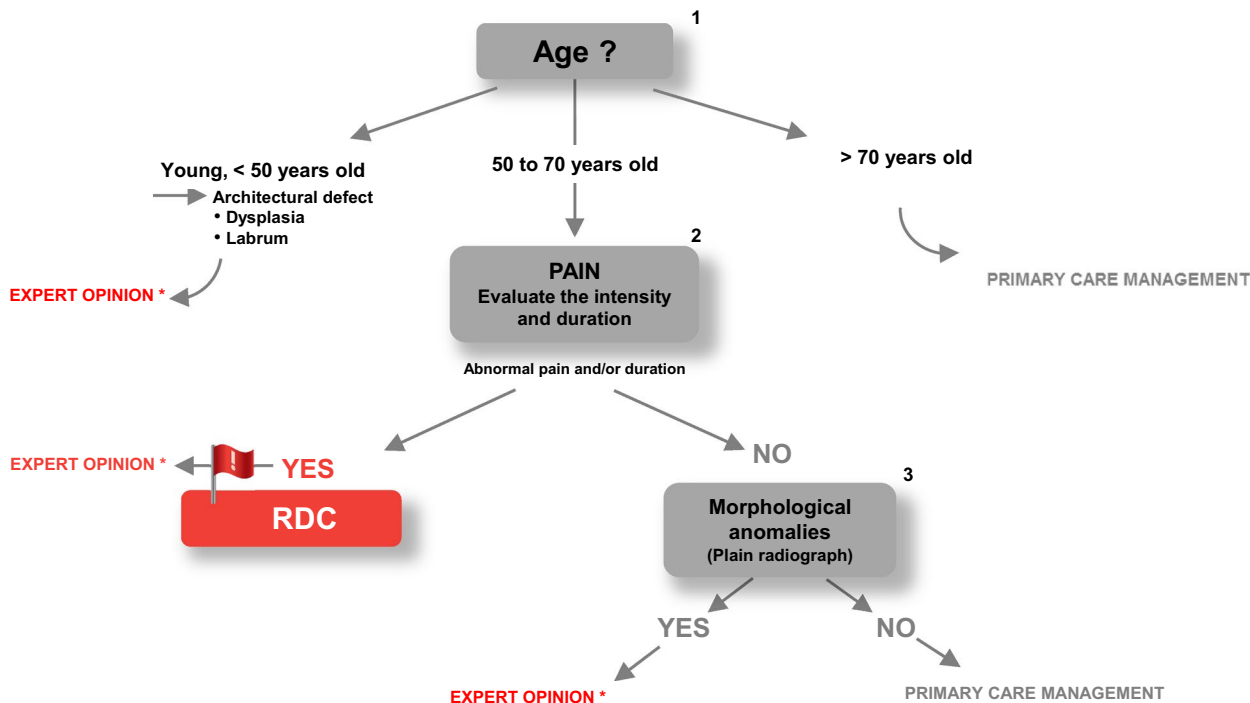 1
Age ?
Young, < 50 years old
Architectural defect
• Dysplasia
• Labrum
EXPERT OPINION *
50 to 70 years old
> 70 years old
PRIMARY CARE MANAGEMENT
2
PAIN
Evaluate the intensity
and duration
Abnormal pain and/or duration
EXPERT OPINION *
!
YES
RDC
NO
3
Morphological
anomalies
(Plain radiograph)
YES
NO
EXPERT OPINION *
PRIMARY CARE MANAGEMENT